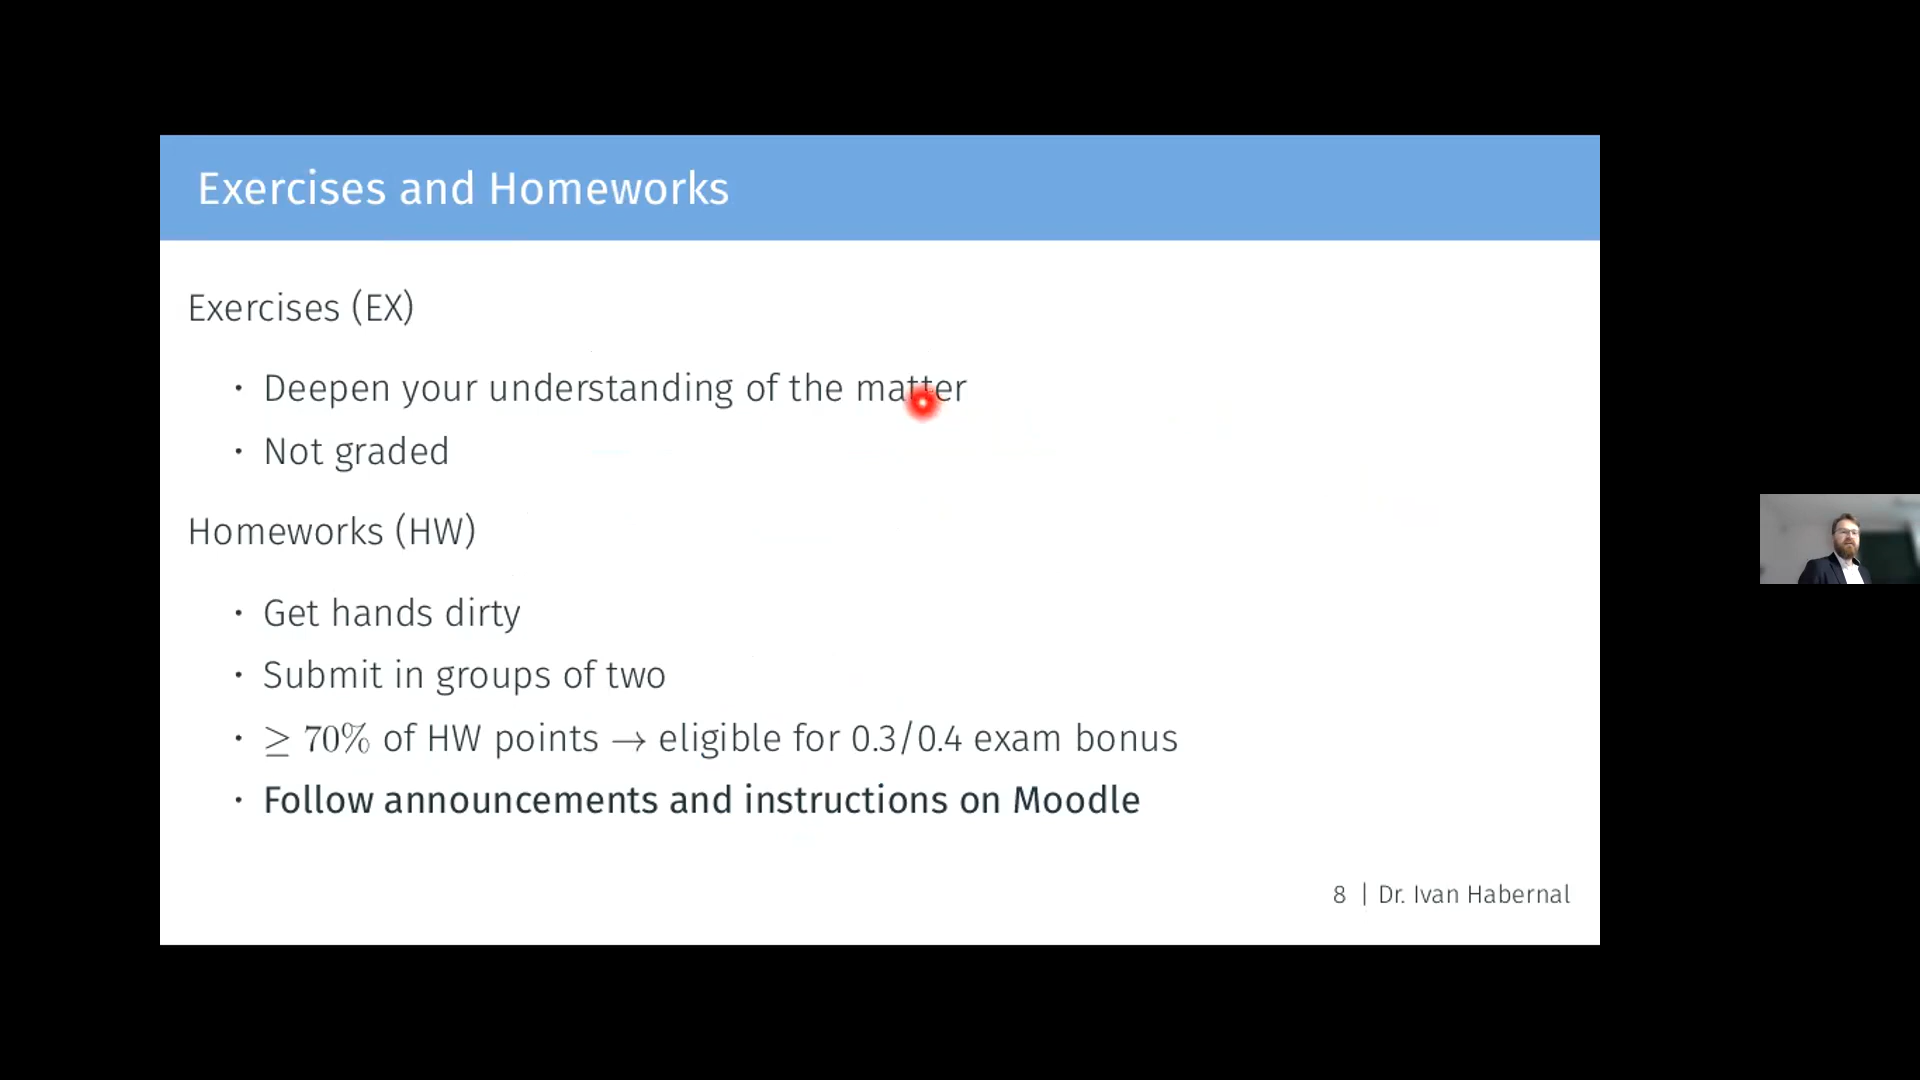 Exercises and Homeworks
Exercises (EX)
• Deepen your understanding of the matter
• Not graded
Homeworks (HW)
• Get hands dirty
• Submit in groups of two
• ≥ 70% of HW points → eligible for 0.3/0.4 exam bonus
• Follow announcements and instructions on Moodle
8 | Dr. Ivan Habernal